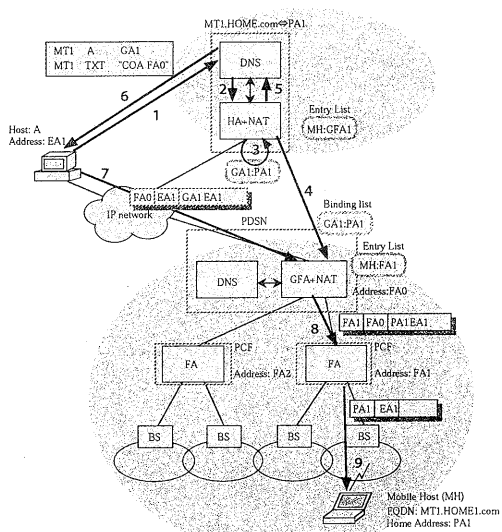 MT1.HOME.com⇔PA1
MT1 A GA1
MT1 TXT "COA FA0"
DNS
6
1
2
5
HA+NAT
Entry List
MH:GFA1
Host: A
Address: EA1
3
GA1:PA1
7
4
FA0 EA1 GA1 EA1
IP network
Binding list
GA1:PA1
PDSN
Entry List
MH:FA1
DNS
GFA+NAT
Address:FA0
8
FA1 FA0 PA1 EA1
PCF
PCF
FA
FA
Address: FA2
Address: FA1
PA1 EA1
BS
BS
BS
BS
9
Mobile Host (MH)
FQDN: MT1.HOME1.com
Home Address: PA1